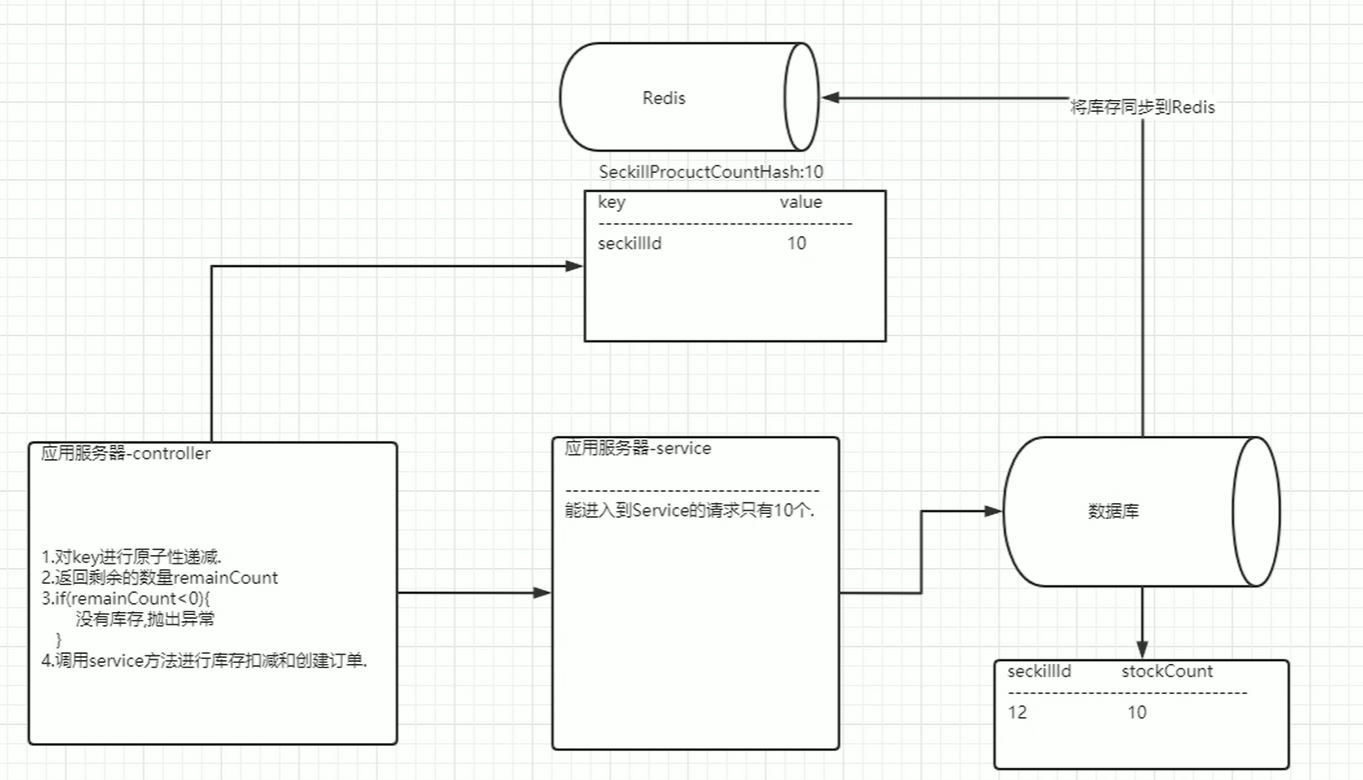 Redis
将库存同步到Redis
SeckillProcuctCountHash:10
key value
------------------------------------
seckillId 10
应用服务器-controller
1.对key进行原子性递减.
2.返回剩余的数量remainCount
3.if(remainCount<0){
没有库存,抛出异常
}
4.调用service方法进行库存扣减和创建订单.
应用服务器-service
------------------------------------
能进入到Service的请求只有10个.
数据库
seckillId stockCount
----------------------------------
12 10